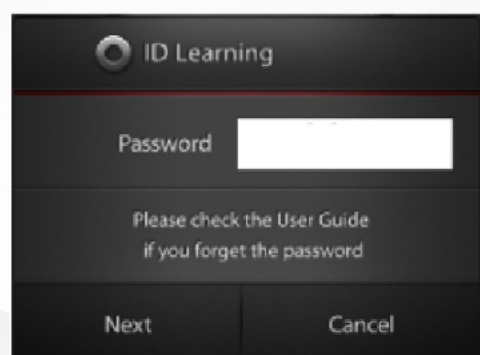 ID Learning
Password
Please check the User Guide
if you forget the password
Next
Cancel